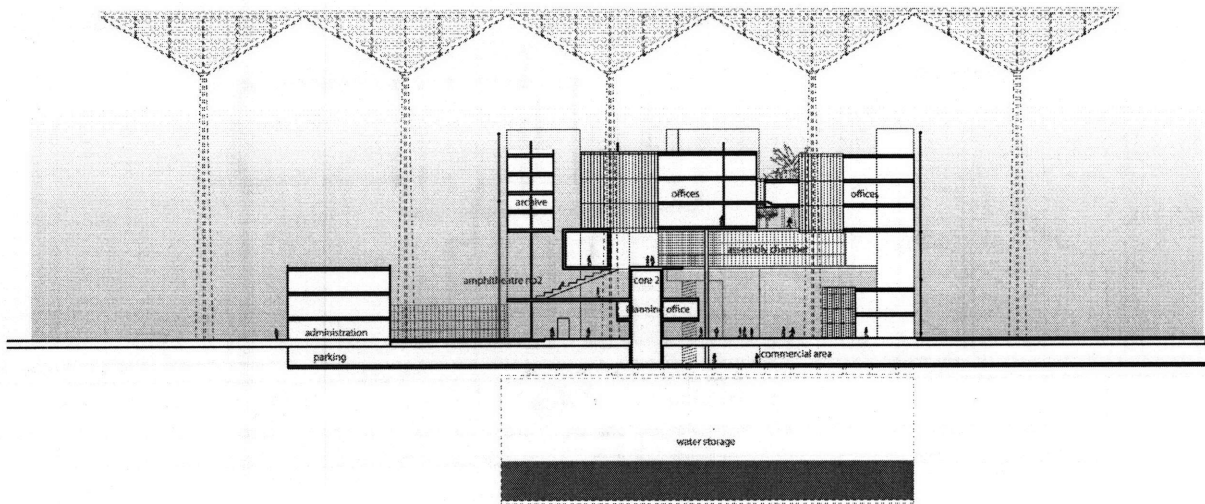 offices
offices
archive
assembly chamber
amphitheatre no2
core 2
Planning office
administration
parking
commercial area
water storage